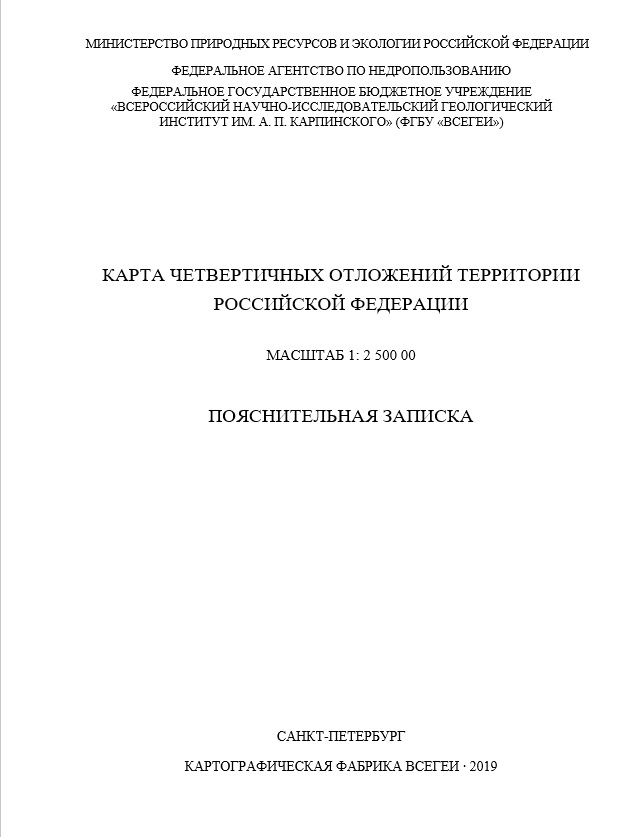 МИНИСТЕРСТВО ПРИРОДНЫХ РЕСУРСОВ И ЭКОЛОГИИ РОССИЙСКОЙ ФЕДЕРАЦИИ
ФЕДЕРАЛЬНОЕ АГЕНТСТВО ПО НЕДРОПОЛЬЗОВАНИЮ
ФЕДЕРАЛЬНОЕ ГОСУДАРСТВЕННОЕ БЮДЖЕТНОЕ УЧРЕЖДЕНИЕ
«ВСЕРОССИЙСКИЙ НАУЧНО-ИССЛЕДОВАТЕЛЬСКИЙ ГЕОЛОГИЧЕСКИЙ
ИНСТИТУТ ИМ. А. П. КАРПИНСКОГО» (ФГБУ «ВСЕГЕИ»)
КАРТА ЧЕТВЕРТИЧНЫХ ОТЛОЖЕНИЙ ТЕРРИТОРИИ
РОССИЙСКОЙ ФЕДЕРАЦИИ
МАСШТАБ 1: 2 500 00
ПОЯСНИТЕЛЬНАЯ ЗАПИСКА
САНКТ-ПЕТЕРБУРГ
КАРТОГРАФИЧЕСКАЯ ФАБРИКА ВСЕГЕИ · 2019